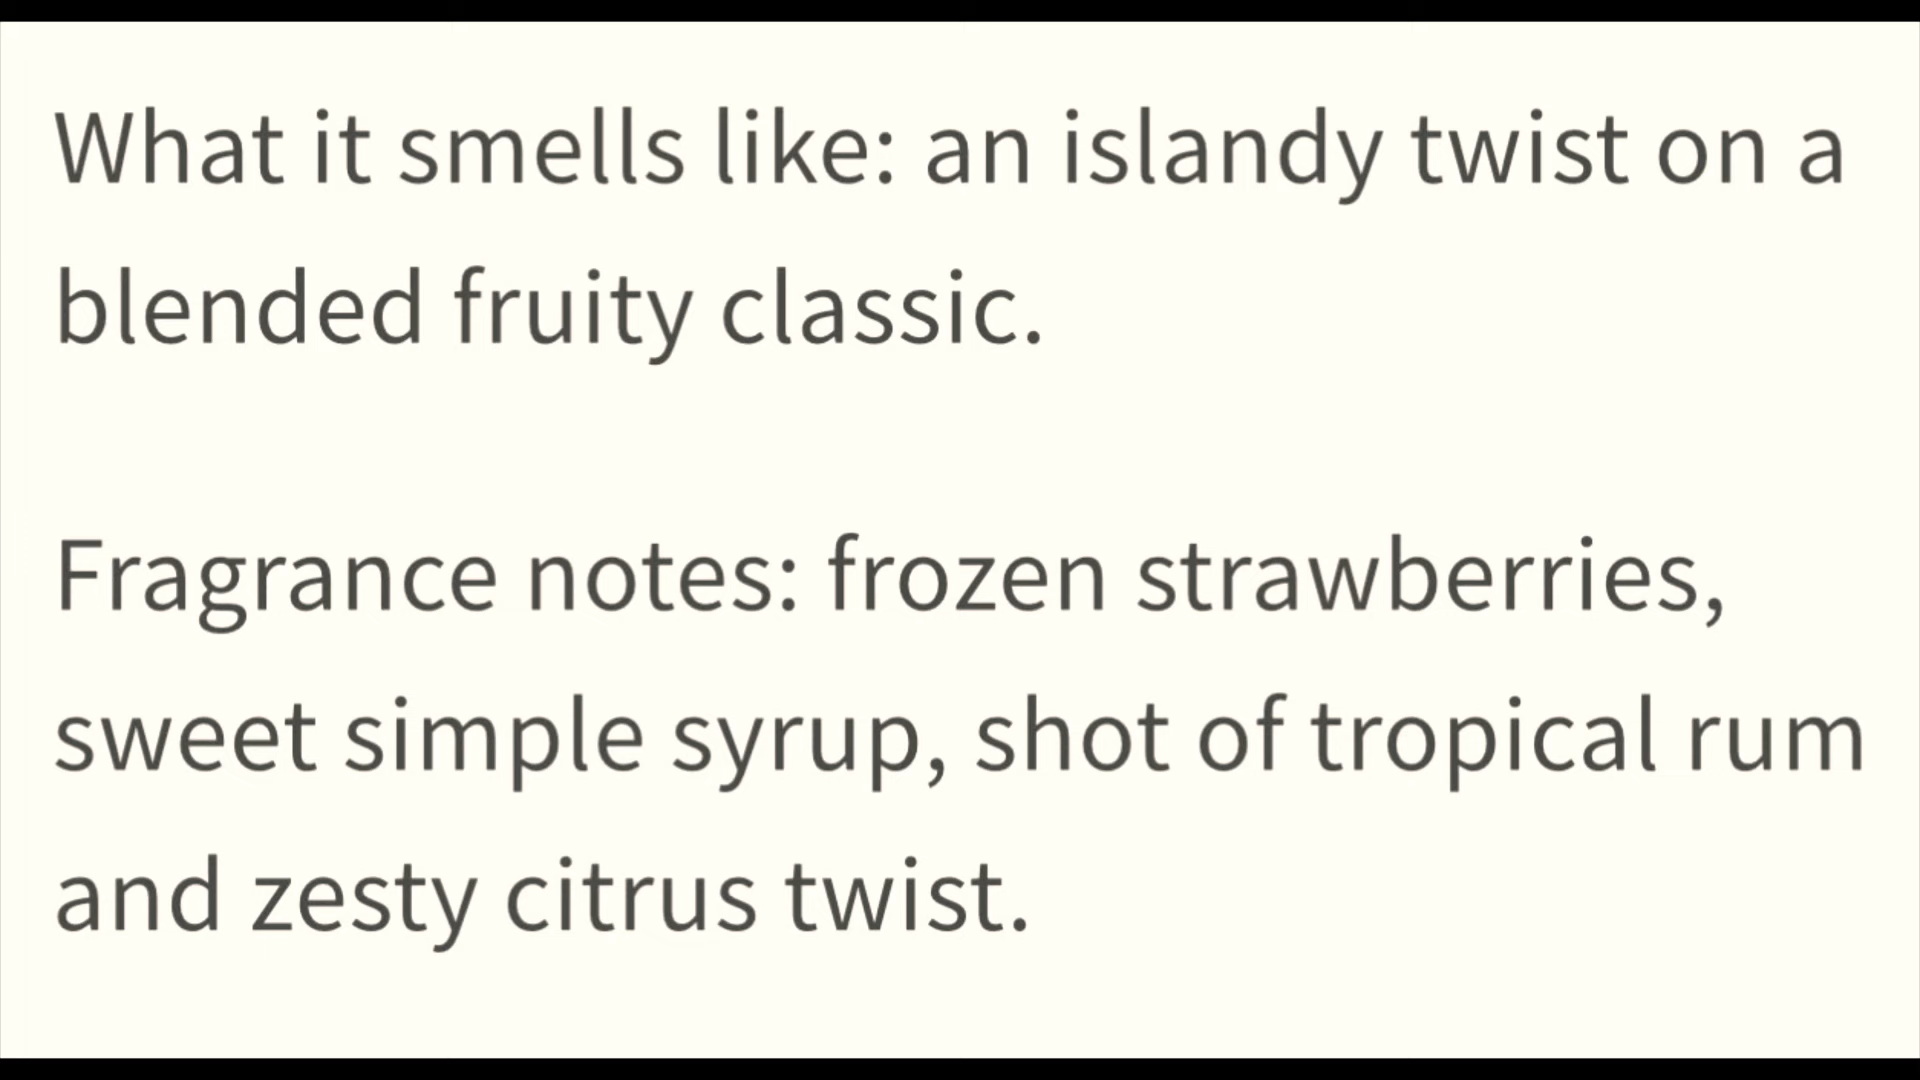 What it smells like: an islandy twist on a
blended fruity classic.
Fragrance notes: frozen strawberries,
sweet simple syrup, shot of tropical rum
and zesty citrus twist.